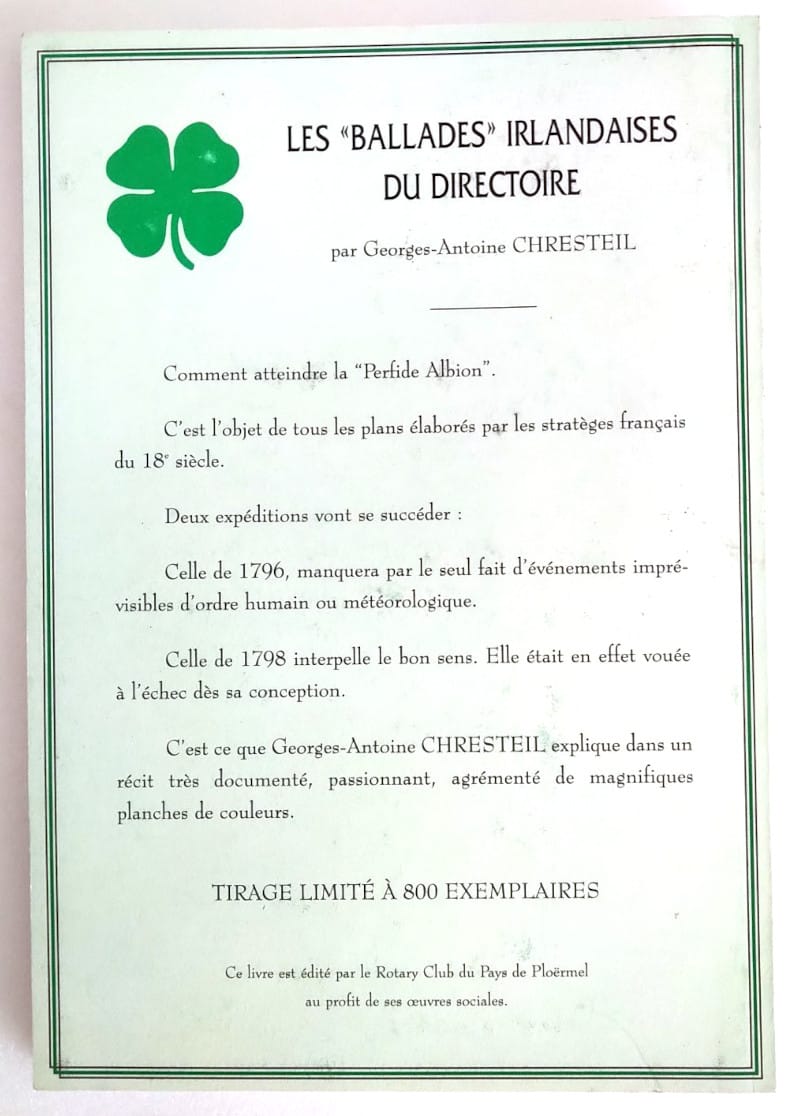 LES “BALLADES” IRLANDAISES
DU DIRECTOIRE
par Georges-Antoine CHRESTEIL
Comment atteindre la “Perfide Albion”.
C'est l'objet de tous les plans élaborés par les stratèges français
du 18e siècle.
Deux expéditions vont se succéder :
Celle de 1796, manquera par le seul fait d'événements impré-
visibles d'ordre humain ou météorologique.
Celle de 1798 interpelle le bon sens. Elle était en effet vouée
à l'échec dès sa conception.
C'est ce que Georges-Antoine CHRESTEIL explique dans un
récit très documenté, passionnant, agrémenté de magnifiques
planches de couleurs.
TIRAGE LIMITÉ À 800 EXEMPLAIRES
Ce livre est édité par le Rotary Club du Pays de Ploërmel
au profit de ses œuvres sociales.